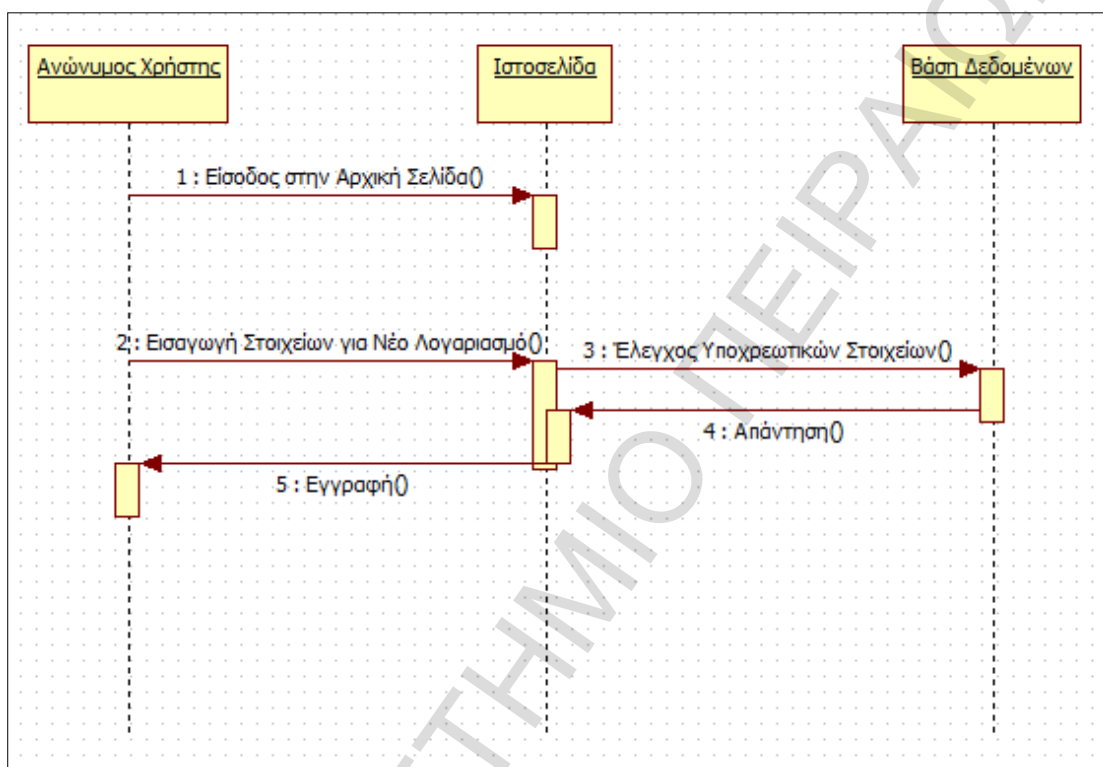 Ανώνυμος Χρήστης
Ιστοσελίδα
Βάση Δεδομένων
1 : Είσοδος στην Αρχική Σελίδα()
2 : Εισαγωγή Στοιχείων για Νέο Λογαριασμό()
3 : Έλεγχος Υποχρεωτικών Στοιχείων()
4 : Απάντηση()
5 : Εγγραφή()